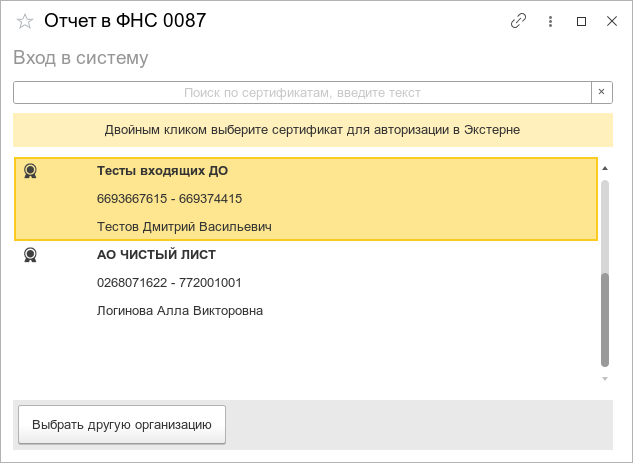 Отчет в ФНС 0087
Вход в систему
Поиск по сертификатам, введите текст
Двойным кликом выберите сертификат для авторизации в Экстерне
Тесты входящих ДО
6693667615 - 669374415
Тестов Дмитрий Васильевич
АО ЧИСТЫЙ ЛИСТ
0268071622 - 772001001
Логинова Алла Викторовна
Выбрать другую организацию